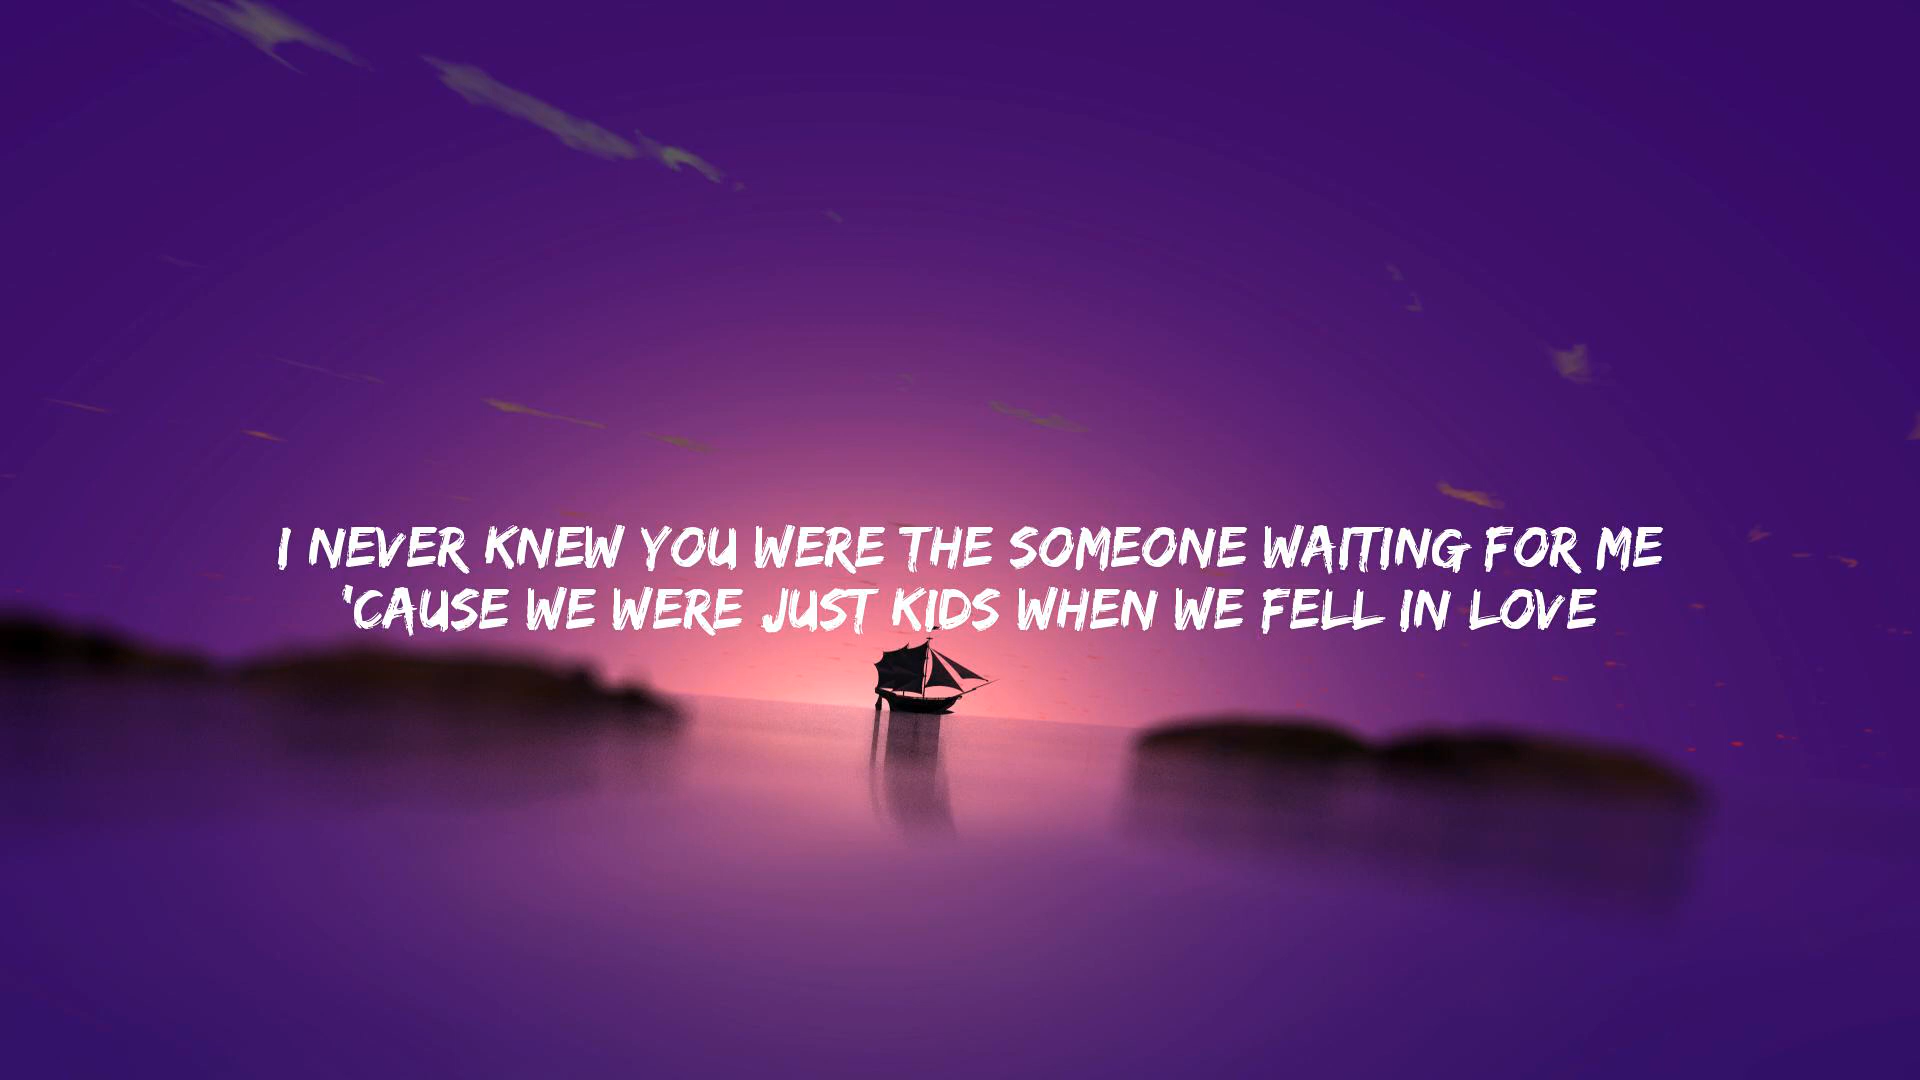 I NEVER KNEW YOU WERE THE SOMEONE WAITING FOR ME
'CAUSE WE WERE JUST KIDS WHEN WE FELL IN LOVE